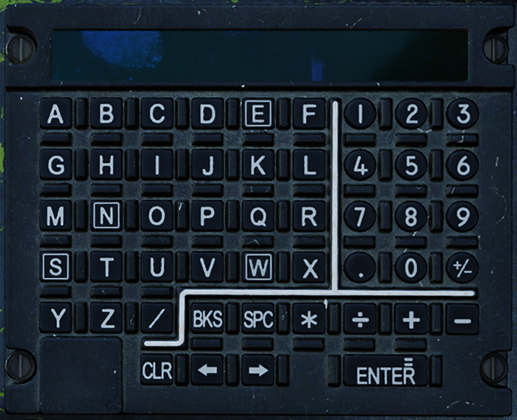 A B C D E F 1 2 3
G H I J K L 4 5 6
M N O P Q R 7 8 9
S T U V W X . 0 +/-
Y Z / BKS SPC * ÷ + −
CLR ← → ENTER =